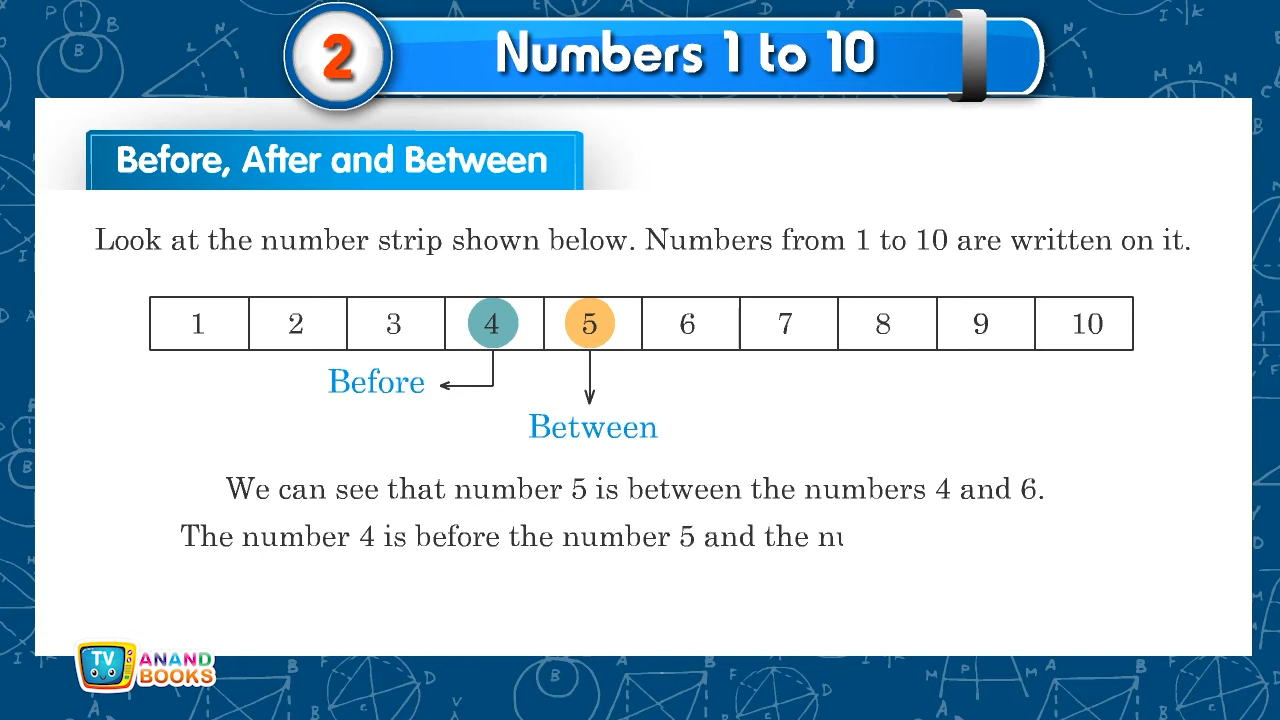 2
Numbers 1 to 10
Before, After and Between
Look at the number strip shown below. Numbers from 1 to 10 are written on it.
1 2 3 4 5 6 7 8 9 10
Before
Between
We can see that number 5 is between the numbers 4 and 6.
The number 4 is before the number 5 and the
TV ANAND
BOOKS